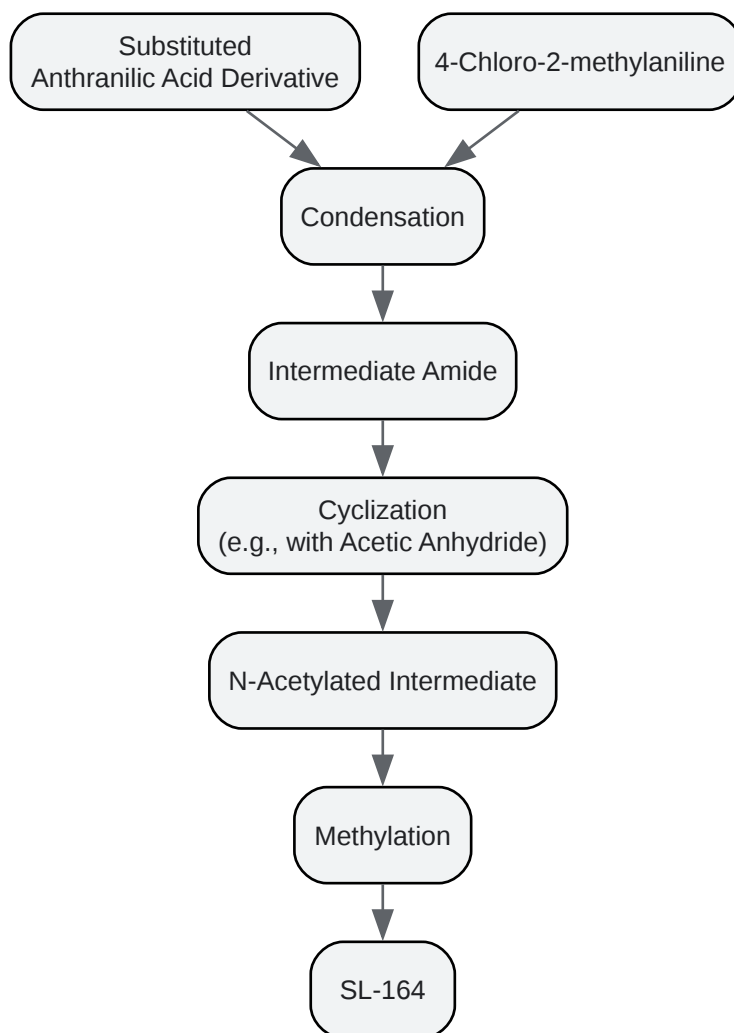 Substituted
Anthranilic Acid Derivative
4-Chloro-2-methylaniline
Condensation
Intermediate Amide
Cyclization
(e.g., with Acetic Anhydride)
N-Acetylated Intermediate
Methylation
SL-164